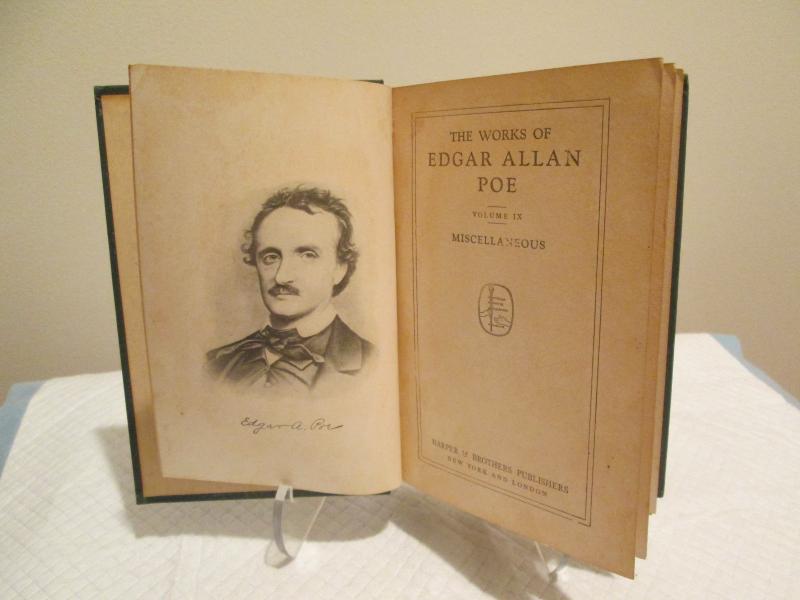 Edgar A. Poe
THE WORKS OF
EDGAR ALLAN
POE
VOLUME IX
MISCELLANEOUS
HARPER & BROTHERS PUBLISHERS
NEW YORK AND LONDON